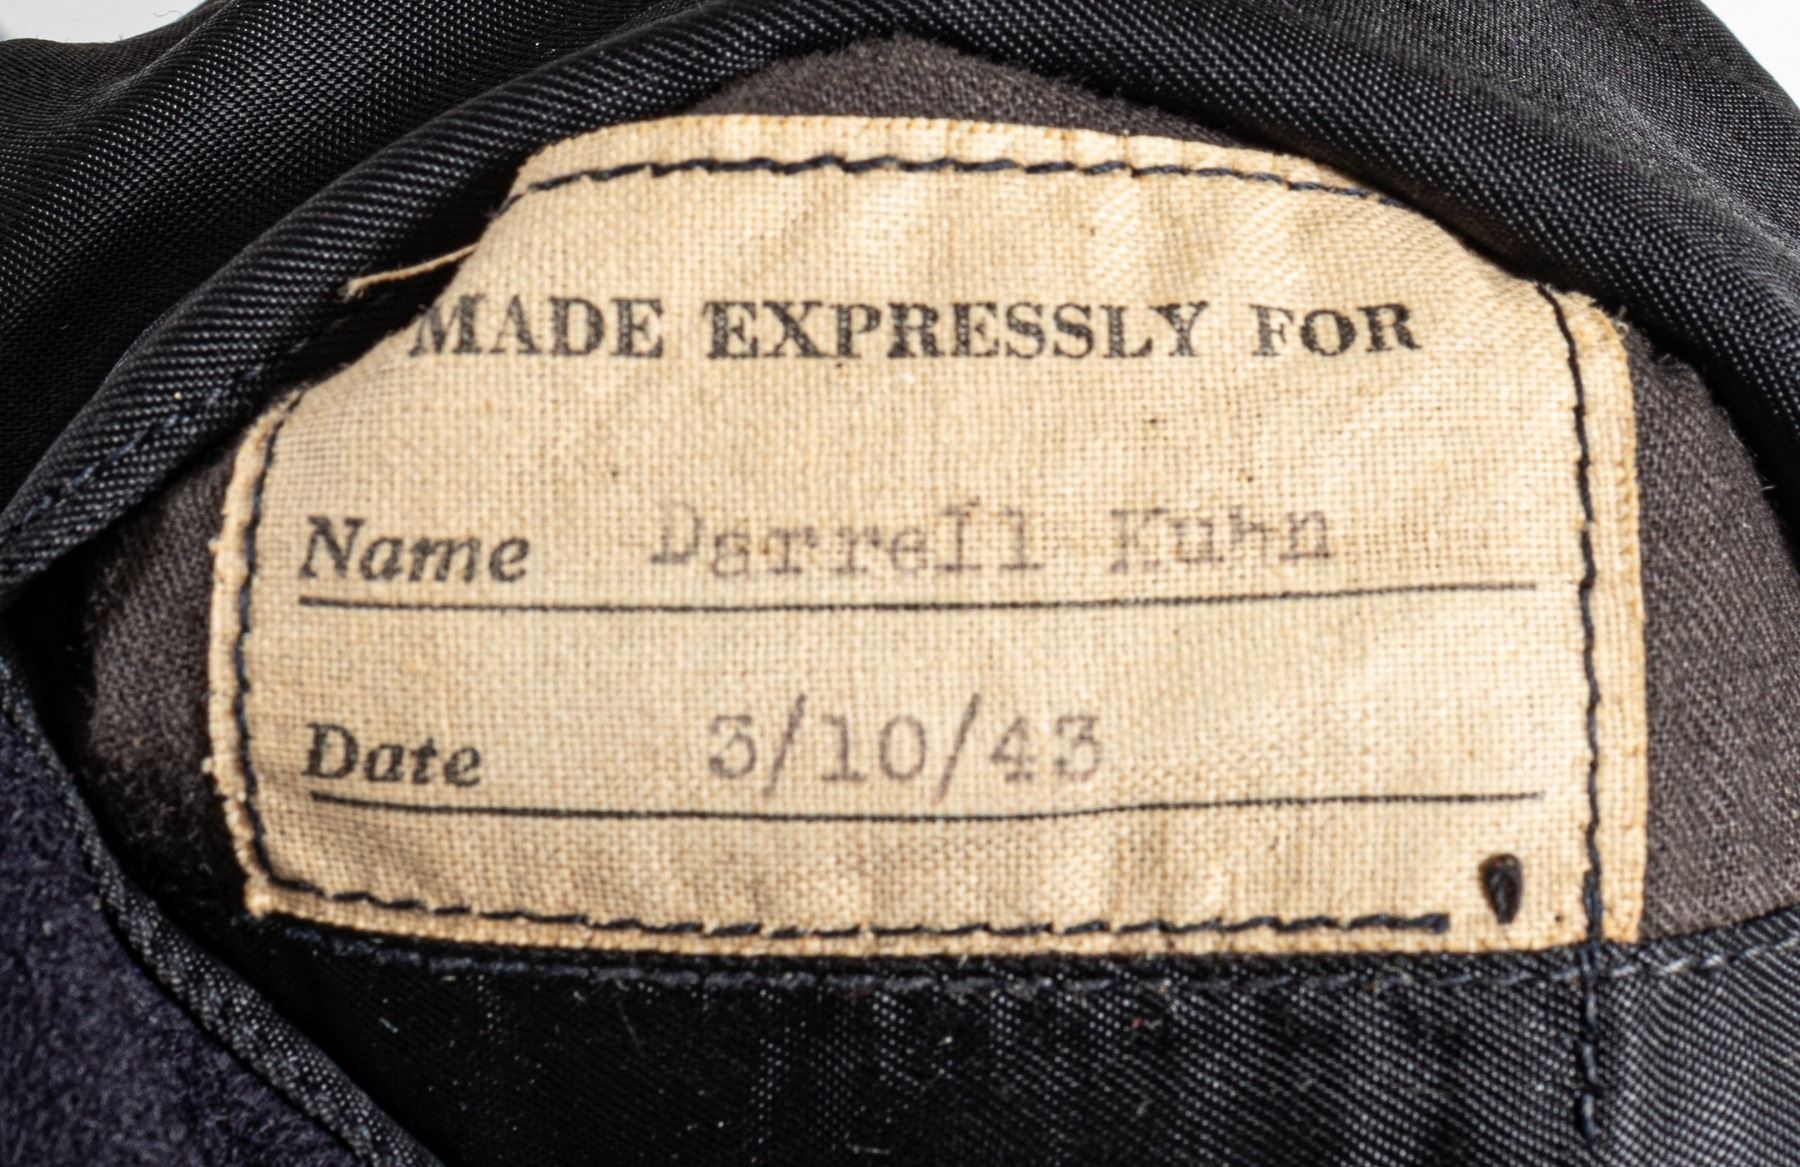 MADE EXPRESSLY FOR
Name Darrell Kuhn
Date 3/10/43